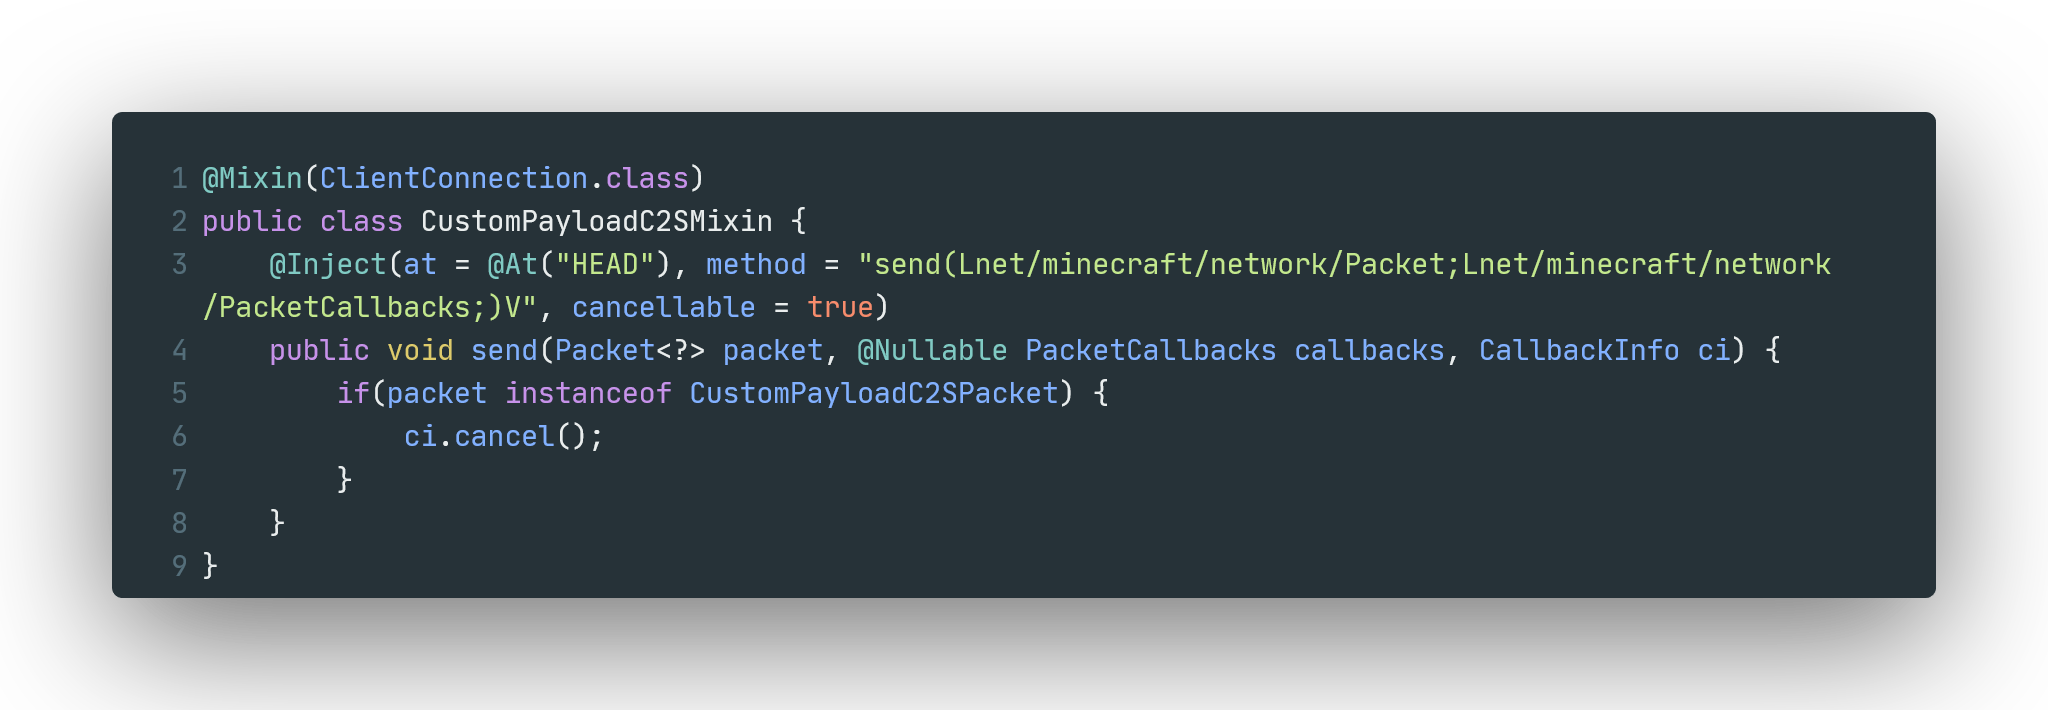 1 @Mixin(ClientConnection.class)
2 public class CustomPayloadC2SMixin {
3     @Inject(at = @At("HEAD"), method = "send(Lnet/minecraft/network/Packet;Lnet/minecraft/network
/PacketCallbacks;)V", cancellable = true)
4     public void send(Packet<?> packet, @Nullable PacketCallbacks callbacks, CallbackInfo ci) {
5         if(packet instanceof CustomPayloadC2SPacket) {
6             ci.cancel();
7         }
8     }
9 }